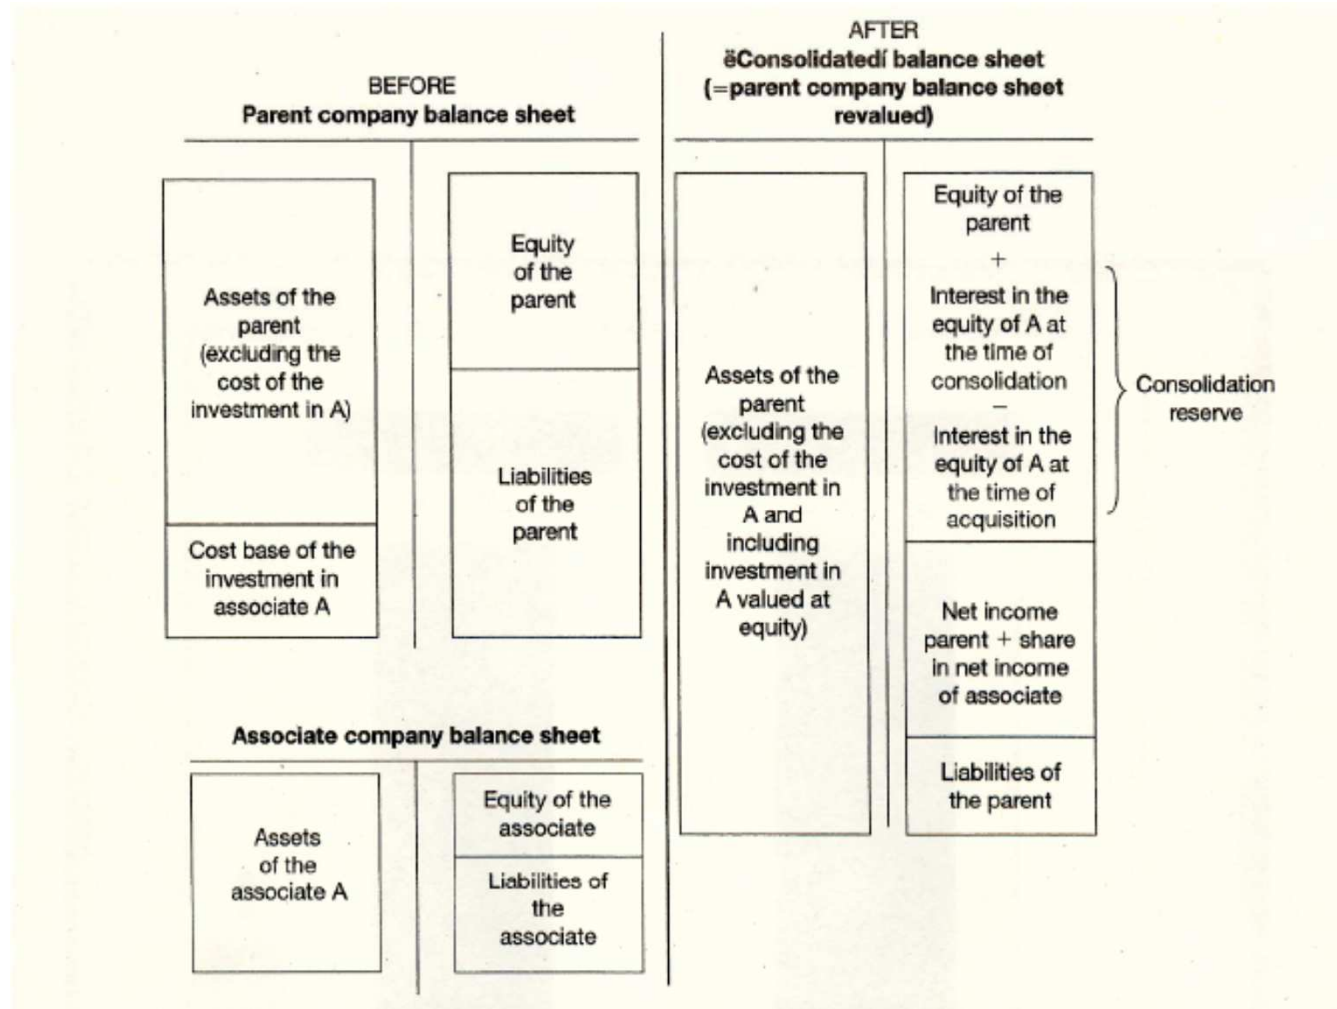 BEFORE
Parent company balance sheet
Assets of the
parent
(excluding the
cost of the
investment in A)
Cost base of the
investment in
associate A
Equity
of the
parent
Liabilities
of the
parent
Associate company balance sheet
Assets
of the
associate A
Equity of the
associate
Liabilities of
the
associate
AFTER
ëConsolidatedí balance sheet
(=parent company balance sheet
revalued)
Assets of the
parent
(excluding the
cost of the
investment in
A and
including
investment in
A valued at
equity)
Equity of the
parent
+
Interest in the
equity of A at
the time of
consolidation
−
Interest in the
equity of A at
the time of
acquisition
Consolidation
reserve
Net income
parent + share
in net income
of associate
Liabilities of
the parent